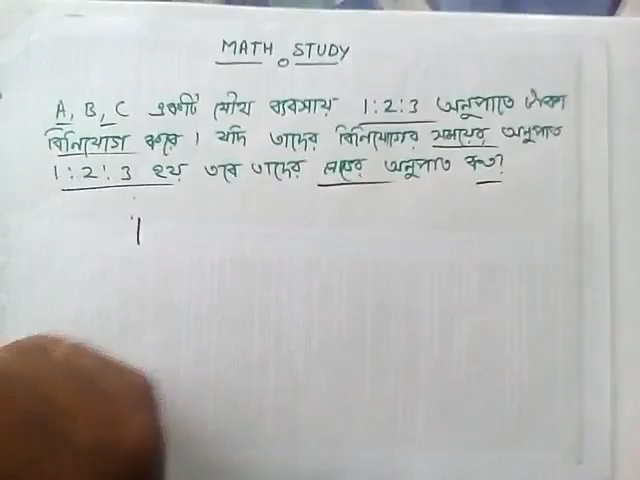 MATH STUDY
A, B, C একটি যৌথ ব্যবসায় 1:2:3 অনুপাতে টাকা
বিনিয়োগ করে। যদি তাদের বিনিয়োগের সময়ের অনুপাত
1:2:3 হয় তবে তাদের লাভের অনুপাত কত?
1